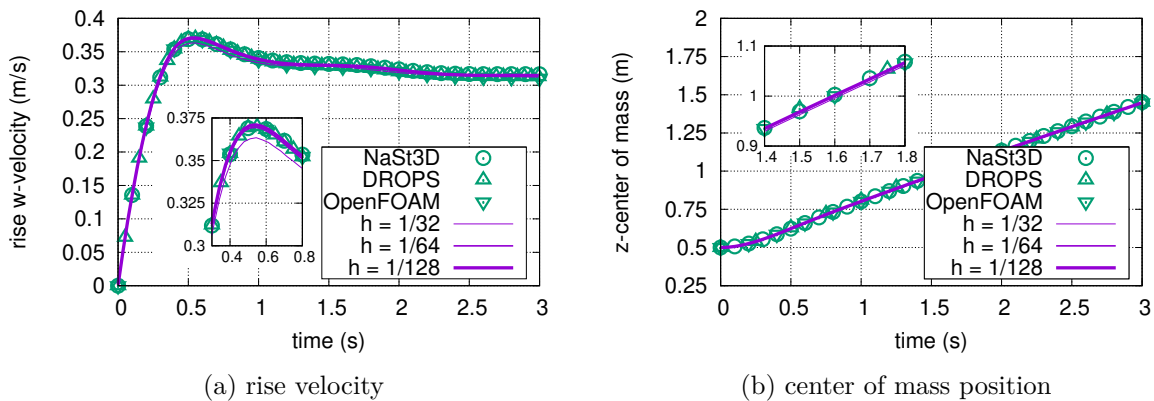 rise w-velocity (m/s)
0.4
0.35
0.3
0.25
0.2
0.15
0.1
0.05
0
0 0.5 1 1.5 2 2.5 3
time (s)
0.375
0.35
0.325
0.3
0.4 0.6 0.8
NaSt3D
DROPS
OpenFOAM
h = 1/32
h = 1/64
h = 1/128
(a) rise velocity
z-center of mass (m)
2
1.75
1.5
1.25
1
0.75
0.5
0.25
0 0.5 1 1.5 2 2.5 3
time (s)
1.1
1
0.9
1.4 1.5 1.6 1.7 1.8
NaSt3D
DROPS
OpenFOAM
h = 1/32
h = 1/64
h = 1/128
(b) center of mass position